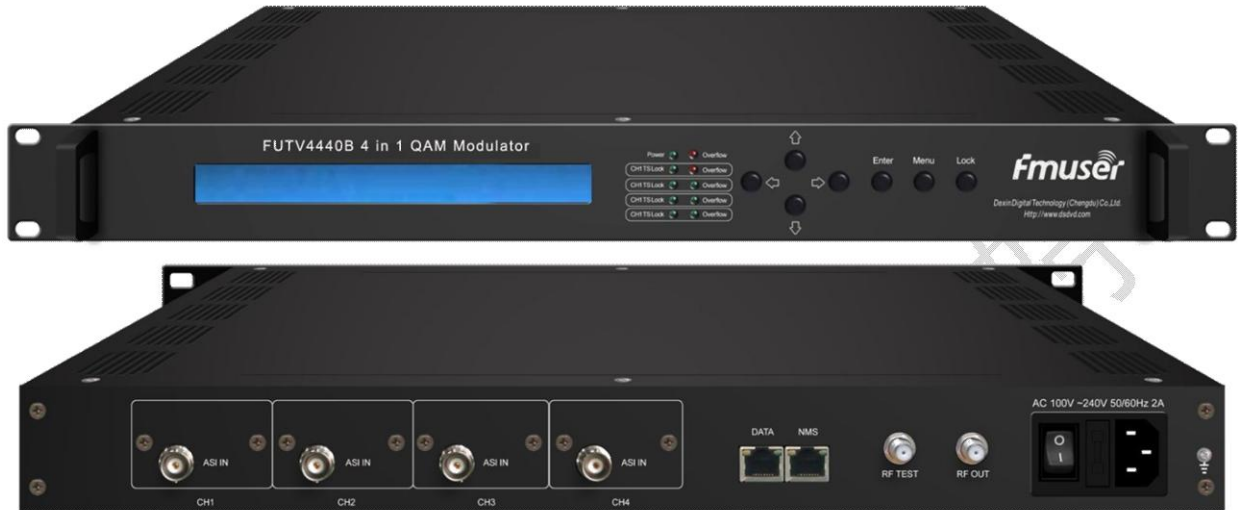 FUTV4440B 4 in 1 QAM Modulator
Power Overflow
CH1 TS Lock Overflow
CH1 TS Lock Overflow
CH1 TS Lock Overflow
CH1 TS Lock Overflow
Enter Menu Lock
Fmuser
Dexin Digital Technology (Chengdu) Co.,Ltd.
Http://www.dsdvd.com
AC 100V ~240V 50/60Hz 2A
DATA NMS
ASI IN ASI IN ASI IN ASI IN
RF TEST RF OUT
CH1 CH2 CH3 CH4
O
I